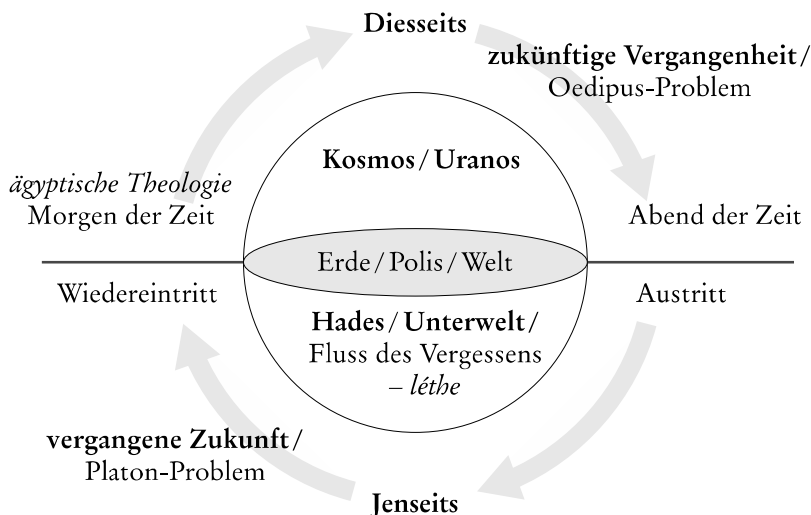 Diesseits
zukünftige Vergangenheit/
Oedipus-Problem
Kosmos/Uranos
ägyptische Theologie
Morgen der Zeit
Abend der Zeit
Erde/Polis/Welt
Wiedereintritt
Austritt
Hades/Unterwelt/
Fluss des Vergessens
– léthe
vergangene Zukunft/
Platon-Problem
Jenseits